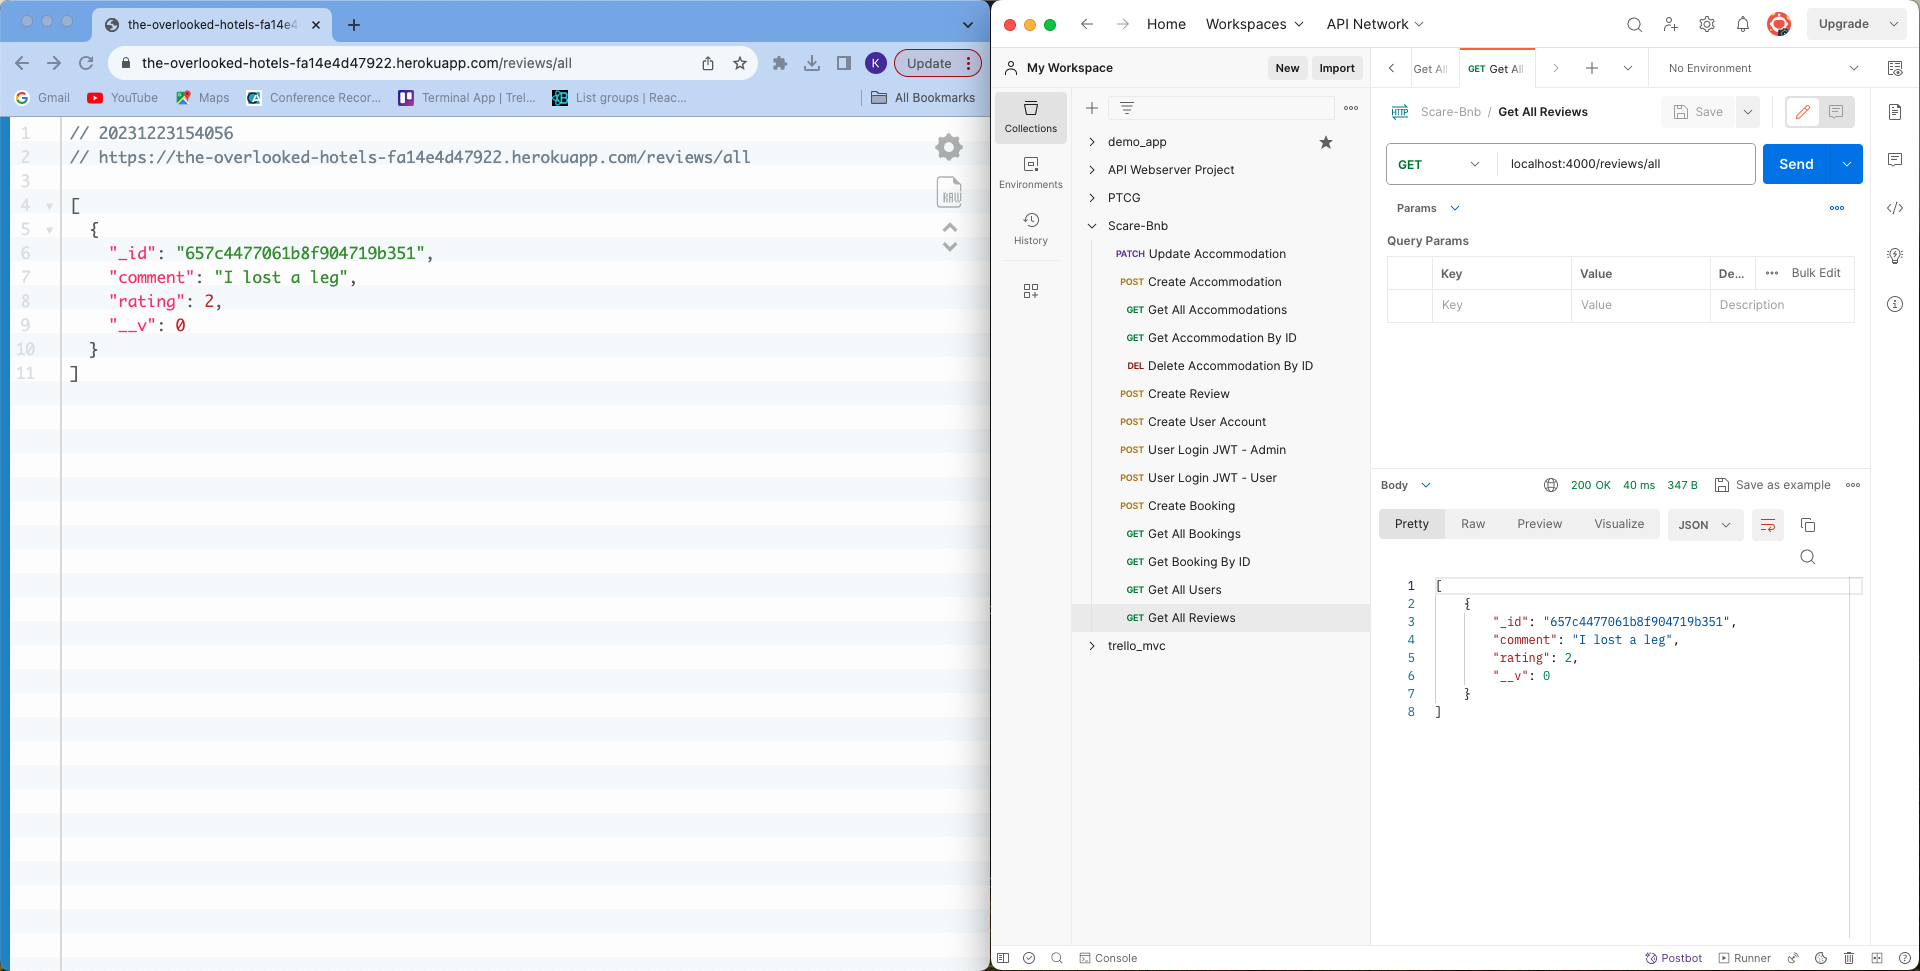 the-overlooked-hotels-fa14e4
the-overlooked-hotels-fa14e4d47922.herokuapp.com/reviews/all
K
Update
Gmail
YouTube
Maps
Conference Recor...
Terminal App | Trel...
List groups | Reac...
All Bookmarks
1 // 20231223154056
2 // https://the-overlooked-hotels-fa14e4d47922.herokuapp.com/reviews/all
3
4 [
5 {
6 "_id": "657c4477061b8f904719b351",
7 "comment": "I lost a leg",
8 "rating": 2,
9 "__v": 0
10 }
11 ]
RAW
Home
Workspaces
API Network
Upgrade
My Workspace
New
Import
Collections
Environments
History
demo_app
API Webserver Project
PTCG
Scare-Bnb
PATCH Update Accommodation
POST Create Accommodation
GET Get All Accommodations
GET Get Accommodation By ID
DEL Delete Accommodation By ID
POST Create Review
POST Create User Account
POST User Login JWT - Admin
POST User Login JWT - User
POST Create Booking
GET Get All Bookings
GET Get Booking By ID
GET Get All Users
GET Get All Reviews
trello_mvc
Get All
GET Get All
No Environment
HTTP Scare-Bnb / Get All Reviews
Save
GET localhost:4000/reviews/all
Send
Params
Query Params
Key Value De... Bulk Edit
Key Value Description
Body
200 OK 40 ms 347 B
Save as example
Pretty Raw Preview Visualize JSON
1 [
2 {
3 "_id": "657c4477061b8f904719b351",
4 "comment": "I lost a leg",
5 "rating": 2,
6 "__v": 0
7 }
8 ]
Console
Postbot
Runner